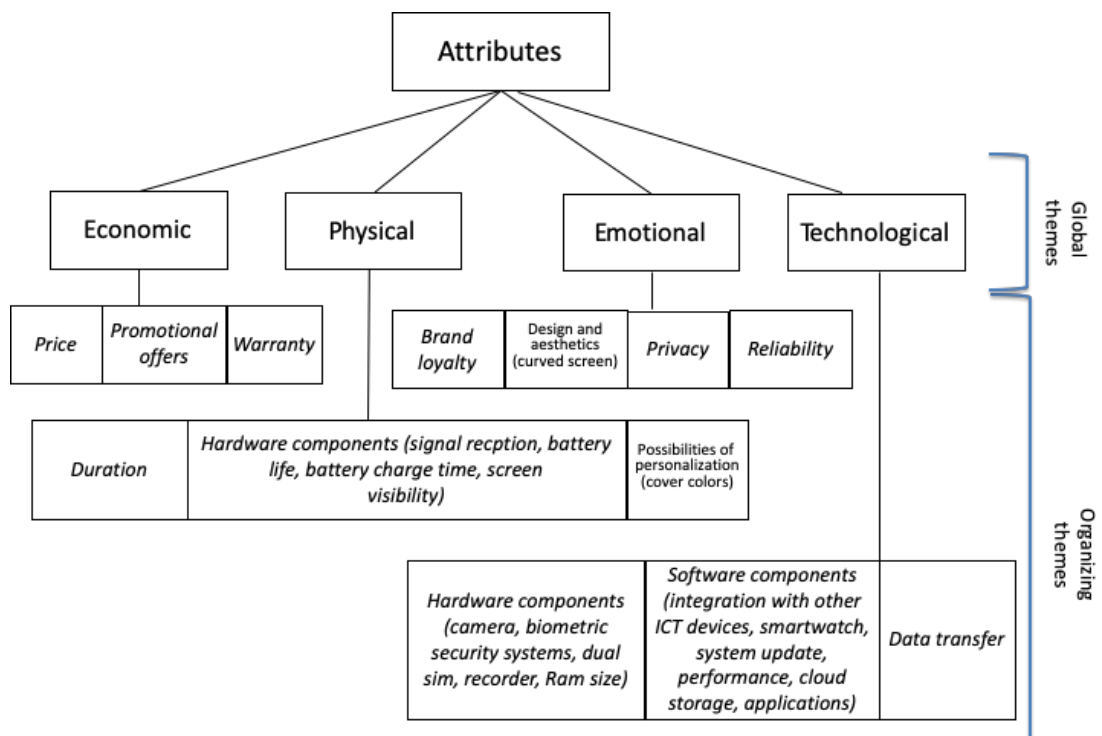 Attributes
Economic
Physical
Emotional
Technological
Global
themes
Price
Promotional
offers
Warranty
Brand
loyalty
Design and
aesthetics
(curved screen)
Privacy
Reliability
Duration
Hardware components (signal recption, battery
life, battery charge time, screen
visibility)
Possibilities of
personalization
(cover colors)
Organizing
themes
Hardware components
(camera, biometric
security systems, dual
sim, recorder, Ram size)
Software components
(integration with other
ICT devices, smartwatch,
system update,
performance, cloud
storage, applications)
Data transfer